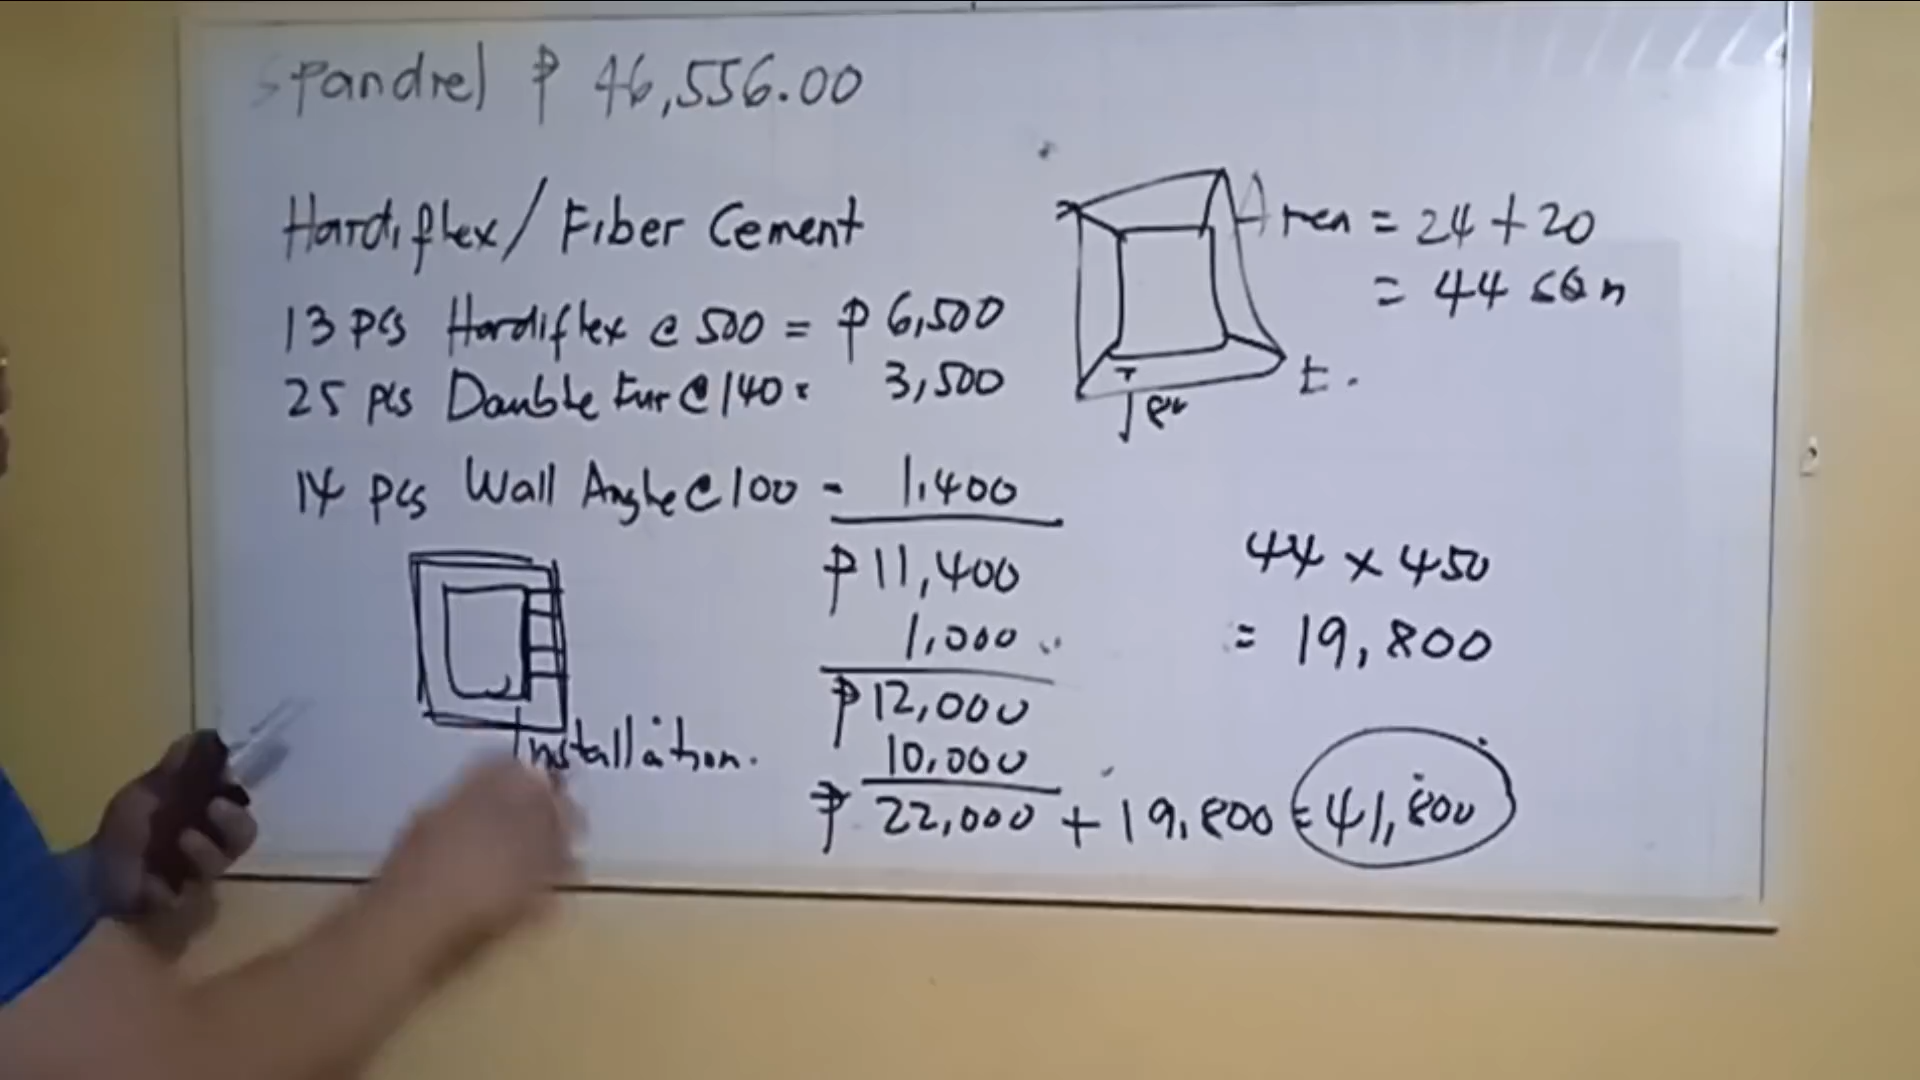 Spandrel ₱ 46,556.00
Hardiflex/ Fiber Cement
13 pcs Hardiflex @ 500 = ₱ 6,500
25 pcs Double Fur @ 140 = 3,500
14 pcs Wall Angle @ 100 - 1,400
₱ 11,400
1,000
₱ 12,000
Installation. 10,000
₱ 22,000 + 19,800 = 41,800
Area = 24 + 20
= 44 SQ m
44 x 450
= 19,800